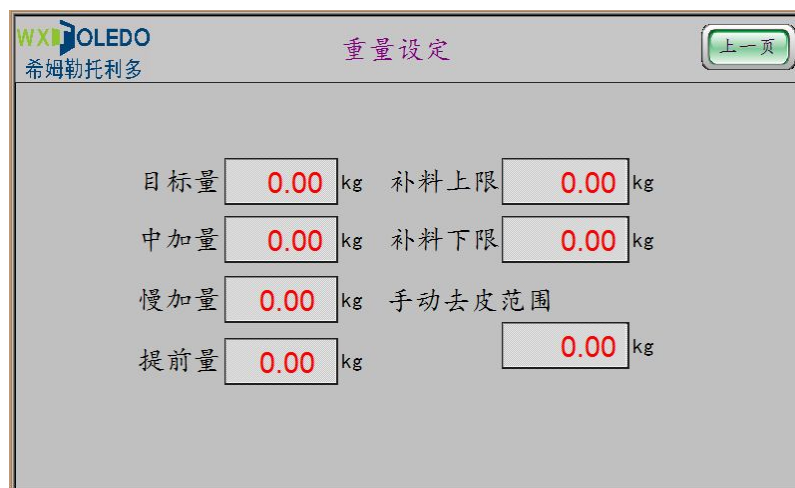 WXTOLEDO
希姆勒托利多
重量设定
上一页
目标量 0.00 kg 补料上限 0.00 kg
中加量 0.00 kg 补料下限 0.00 kg
慢加量 0.00 kg 手动去皮范围
提前量 0.00 kg 0.00 kg